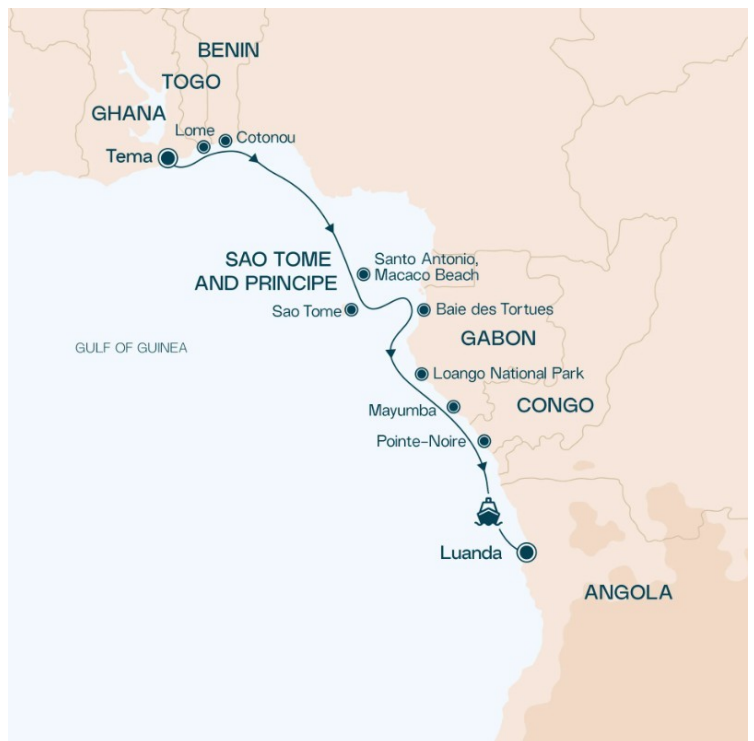 BENIN
TOGO
GHANA
Lome
Cotonou
Tema
SAO TOME
AND PRINCIPE
Santo Antonio,
Macaco Beach
Sao Tome
Baie des Tortues
GABON
GULF OF GUINEA
Loango National Park
Mayumba
CONGO
Pointe-Noire
Luanda
ANGOLA